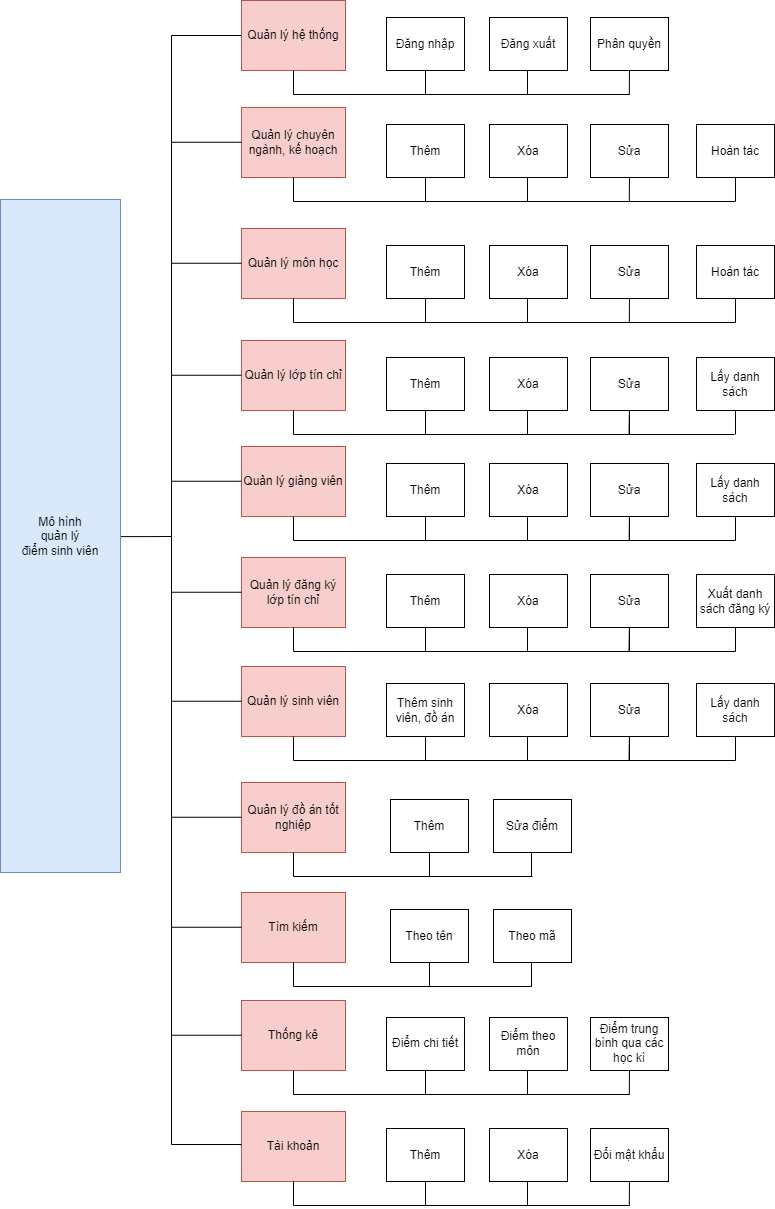 Quản lý hệ thống
Đăng nhập
Đăng xuất
Phân quyền
Quản lý chuyên
ngành, kế hoạch
Thêm
Xóa
Sửa
Hoàn tác
Quản lý môn học
Thêm
Xóa
Sửa
Hoàn tác
Quản lý lớp tín chỉ
Thêm
Xóa
Sửa
Lấy danh
sách
Quản lý giảng viên
Thêm
Xóa
Sửa
Lấy danh
sách
Mô hình
quản lý
điểm sinh viên
Quản lý đăng ký
lớp tín chỉ
Thêm
Xóa
Sửa
Xuất danh
sách đăng ký
Quản lý sinh viên
Thêm sinh
viên, đồ án
Xóa
Sửa
Lấy danh
sách
Quản lý đồ án tốt
nghiệp
Thêm
Sửa điểm
Tìm kiếm
Theo tên
Theo mã
Thống kê
Điểm chi tiết
Điểm theo
môn
Điểm trung
bình qua các
học kì
Tài khoản
Thêm
Xóa
Đổi mật khẩu